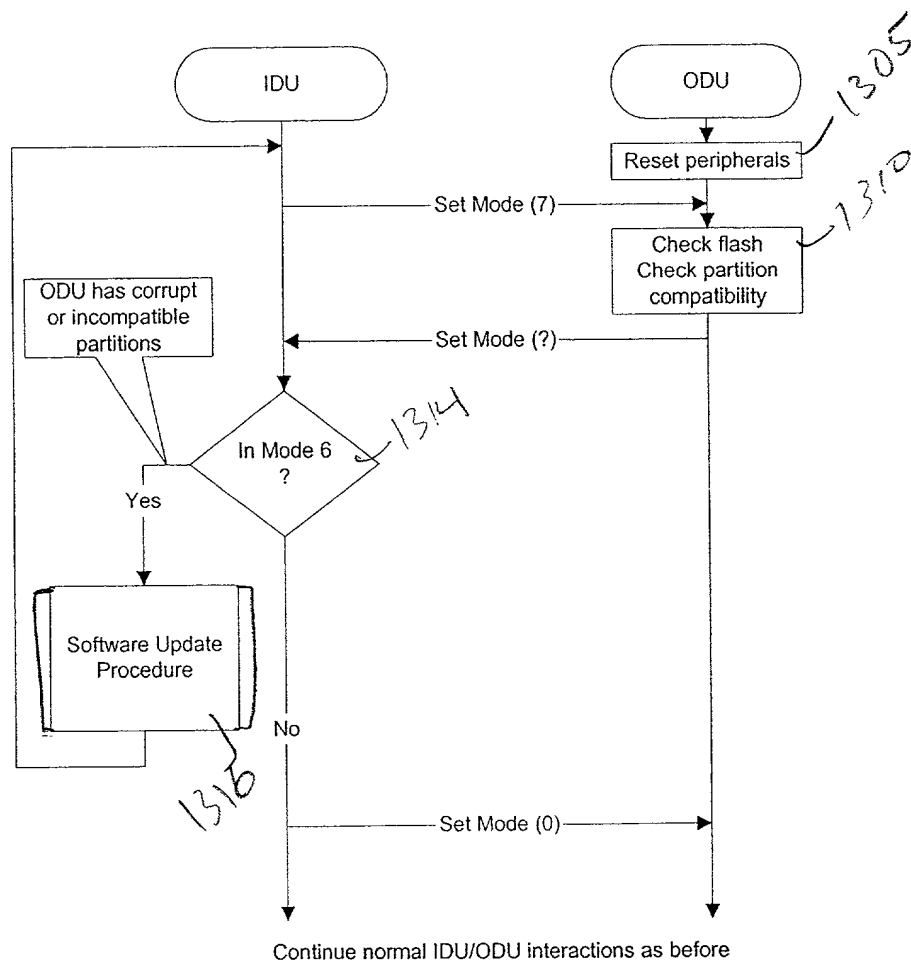 IDU
ODU
1305
Reset peripherals
1310
Set Mode (7)
Check flash
Check partition
compatibility
ODU has corrupt
or incompatible
partitions
Set Mode (?)
1314
In Mode 6
?
Yes
Software Update
Procedure
No
1316
Set Mode (0)
Continue normal IDU/ODU interactions as before